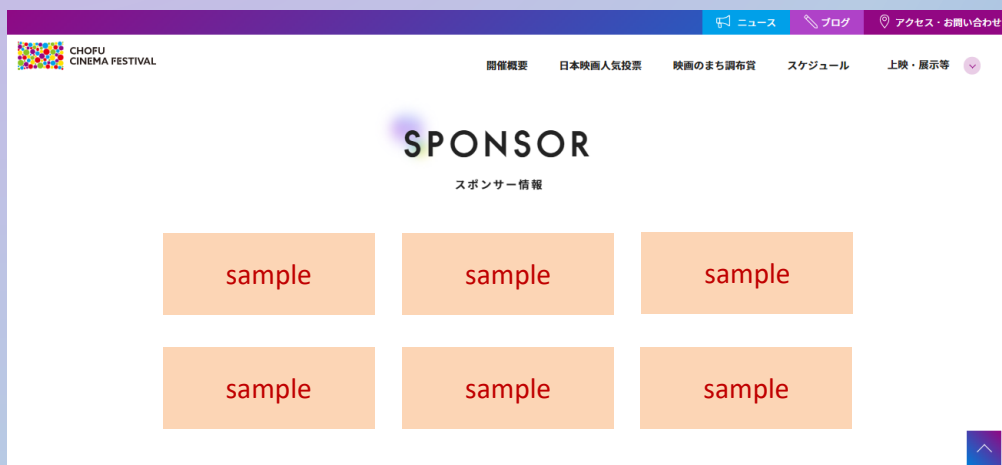 ニュース ブログ アクセス・お問い合わせ
CHOFU
CINEMA FESTIVAL
開催概要 日本映画人気投票 映画のまち調布賞 スケジュール 上映・展示等
SPONSOR
スポンサー情報
sample sample sample
sample sample sample